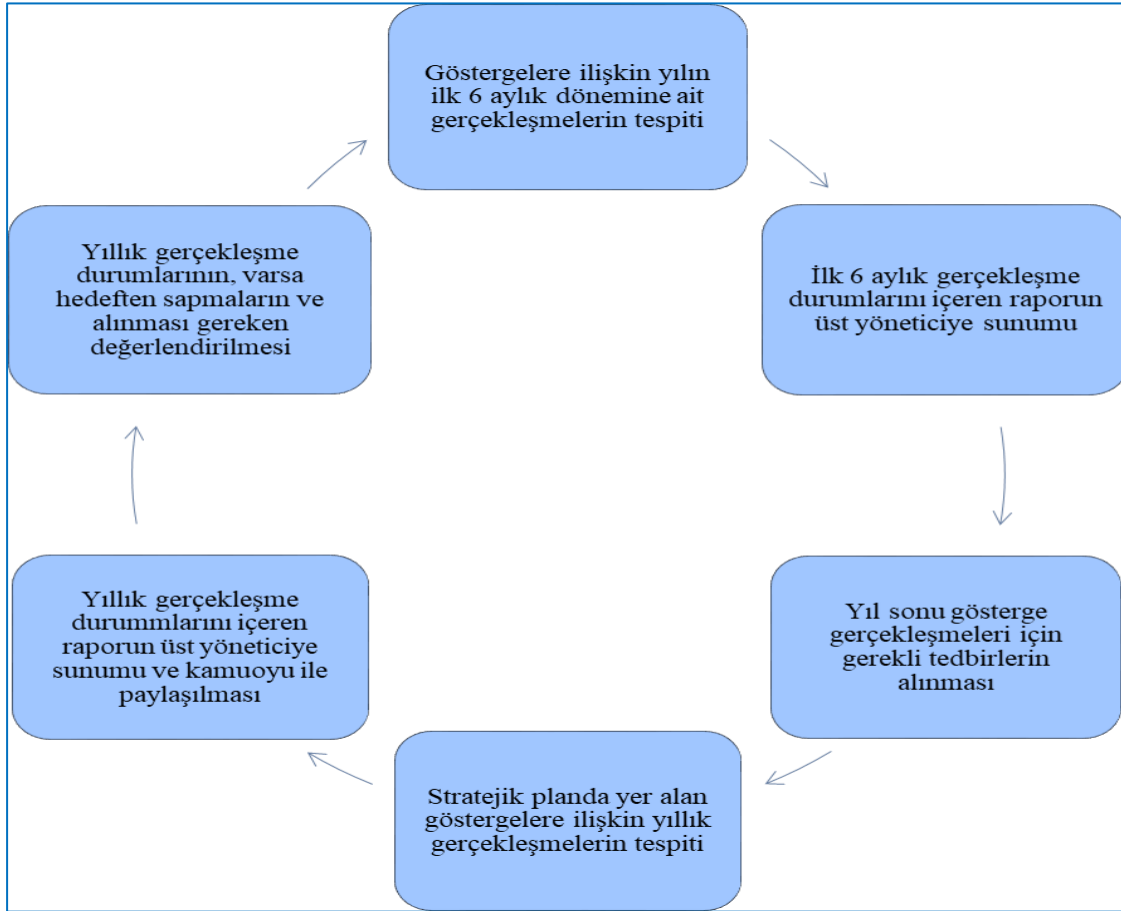 Göstergelere ilişkin yılın
ilk 6 aylık dönemine ait
gerçekleşmelerin tespiti
İlk 6 aylık gerçekleşme
durumlarını içeren raporun
üst yöneticiye sunumu
Yıl sonu gösterge
gerçekleşmeleri için
gerekli tedbirlerin
alınması
Stratejik planda yer alan
göstergelere ilişkin yıllık
gerçekleşmelerin tespiti
Yıllık gerçekleşme
durummlarını içeren
raporun üst yöneticiye
sunumu ve kamuoyu ile
paylaşılması
Yıllık gerçekleşme
durumlarının, varsa
hedeften sapmaların ve
alınması gereken
değerlendirilmesi